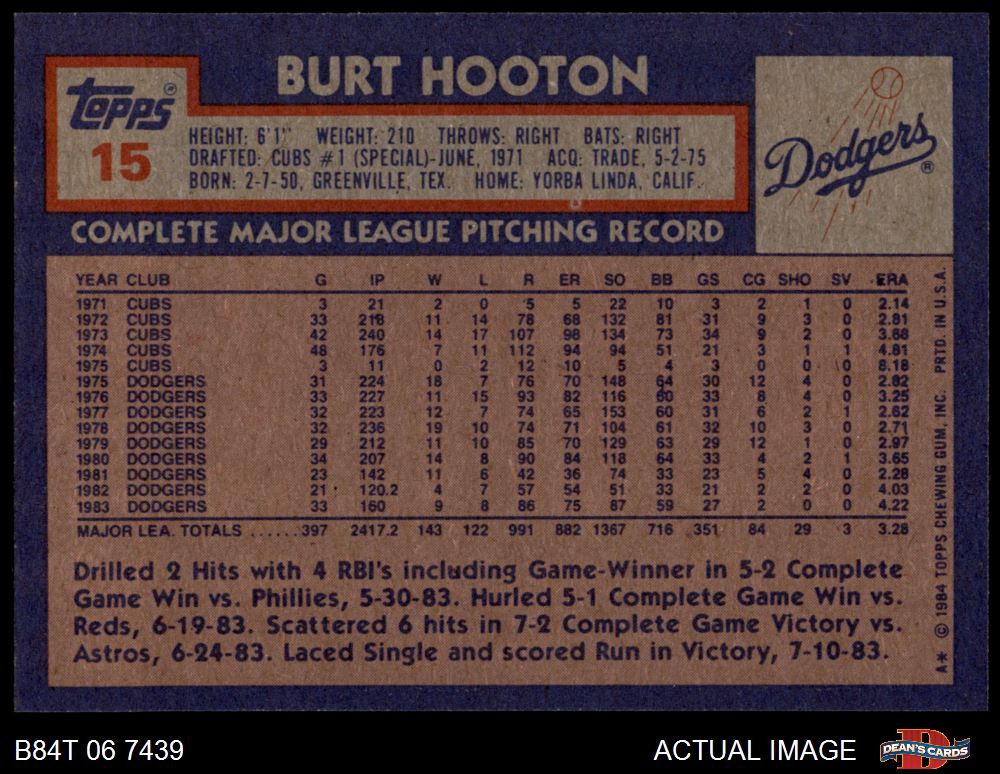 BURT HOOTON
topps®
15
HEIGHT: 6'1" WEIGHT: 210 THROWS: RIGHT BATS: RIGHT
DRAFTED: CUBS #1 (SPECIAL)-JUNE, 1971 ACQ: TRADE, 5-2-75
BORN: 2-7-50, GREENVILLE, TEX. HOME: YORBA LINDA, CALIF.
Dodgers®
COMPLETE MAJOR LEAGUE PITCHING RECORD
YEAR CLUB G IP W L R ER SO BB GS CG SHO SV ERA
1971 CUBS 3 21 2 0 5 5 22 10 3 2 1 0 2.14
1972 CUBS 33 218 11 14 78 68 132 81 31 9 3 0 2.81
1973 CUBS 42 240 14 17 107 98 134 73 34 9 2 0 3.68
1974 CUBS 48 176 7 11 112 94 94 51 21 3 1 1 4.81
1975 CUBS 3 11 0 2 12 10 5 4 3 0 0 0 8.18
1975 DODGERS 31 224 18 7 76 70 148 64 30 12 4 0 2.82
1976 DODGERS 33 227 11 15 93 82 116 60 33 8 4 0 3.25
1977 DODGERS 32 223 12 7 74 65 153 60 31 6 2 1 2.62
1978 DODGERS 32 236 19 10 74 71 104 61 32 10 3 0 2.71
1979 DODGERS 29 212 11 10 85 70 129 63 29 12 1 0 2.97
1980 DODGERS 34 207 14 8 90 84 118 64 33 4 2 1 3.65
1981 DODGERS 23 142 11 6 42 36 74 33 23 5 4 0 2.28
1982 DODGERS 21 120.2 4 7 57 54 51 33 21 2 2 0 4.03
1983 DODGERS 33 160 9 8 86 75 87 59 27 2 0 0 4.22
MAJOR LEA. TOTALS ......397 2417.2 143 122 991 882 1367 716 351 84 29 3 3.28
Drilled 2 Hits with 4 RBI's including Game-Winner in 5-2 Complete
Game Win vs. Phillies, 5-30-83. Hurled 5-1 Complete Game Win vs.
Reds, 6-19-83. Scattered 6 hits in 7-2 Complete Game Victory vs.
Astros, 6-24-83. Laced Single and scored Run in Victory, 7-10-83.
A* © 1984 TOPPS CHEWING GUM, INC. PRTD. IN U.S.A.
B84T 06 7439
ACTUAL IMAGE
DEAN'S CARDS